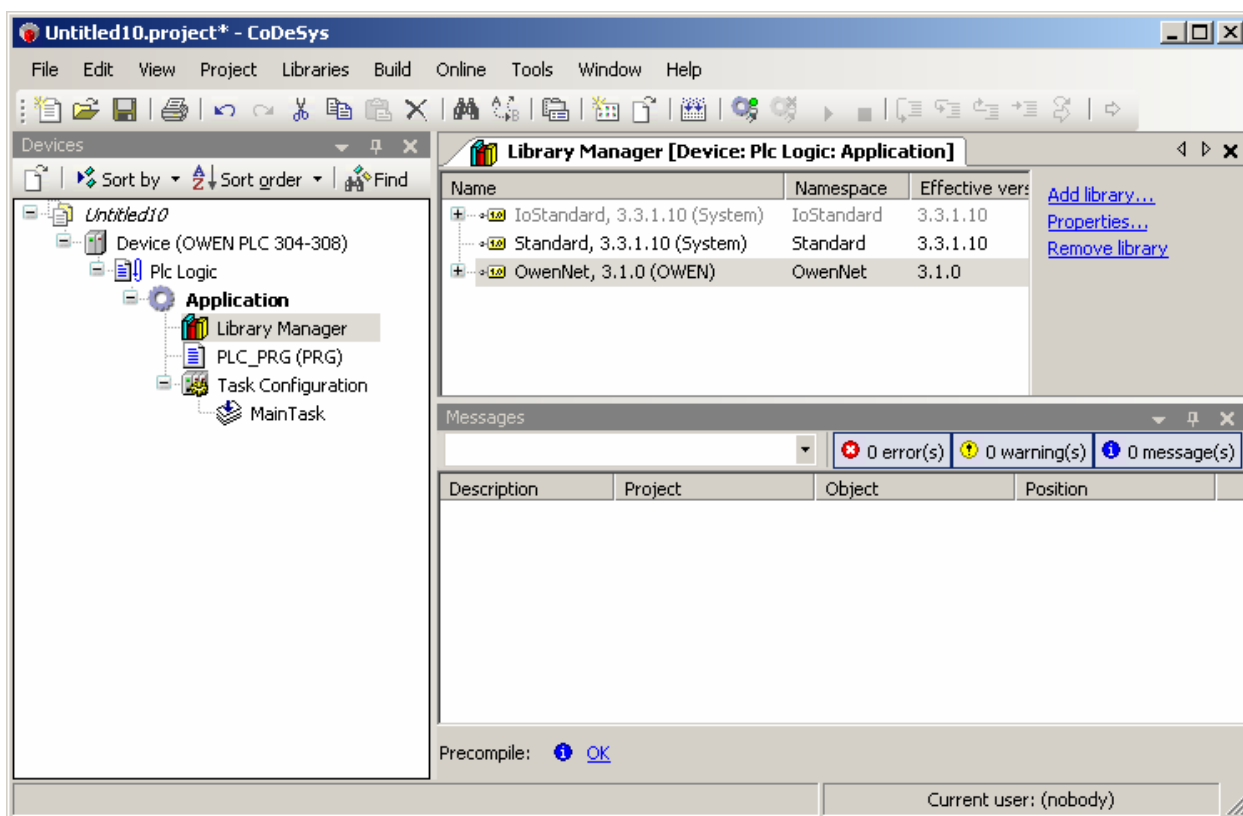 Untitled10.project* - CoDeSys
File Edit View Project Libraries Build Online Tools Window Help
Devices
Sort by Sort order Find
Untitled10
Device (OWEN PLC 304-308)
Plc Logic
Application
Library Manager
PLC_PRG (PRG)
Task Configuration
MainTask
Library Manager [Device: Plc Logic: Application]
Name Namespace Effective vers
IoStandard, 3.3.1.10 (System) IoStandard 3.3.1.10
Standard, 3.3.1.10 (System) Standard 3.3.1.10
OwenNet, 3.1.0 (OWEN) OwenNet 3.1.0
Add library...
Properties...
Remove library
Messages
0 error(s) 0 warning(s) 0 message(s)
Description Project Object Position
Precompile: OK
Current user: (nobody)